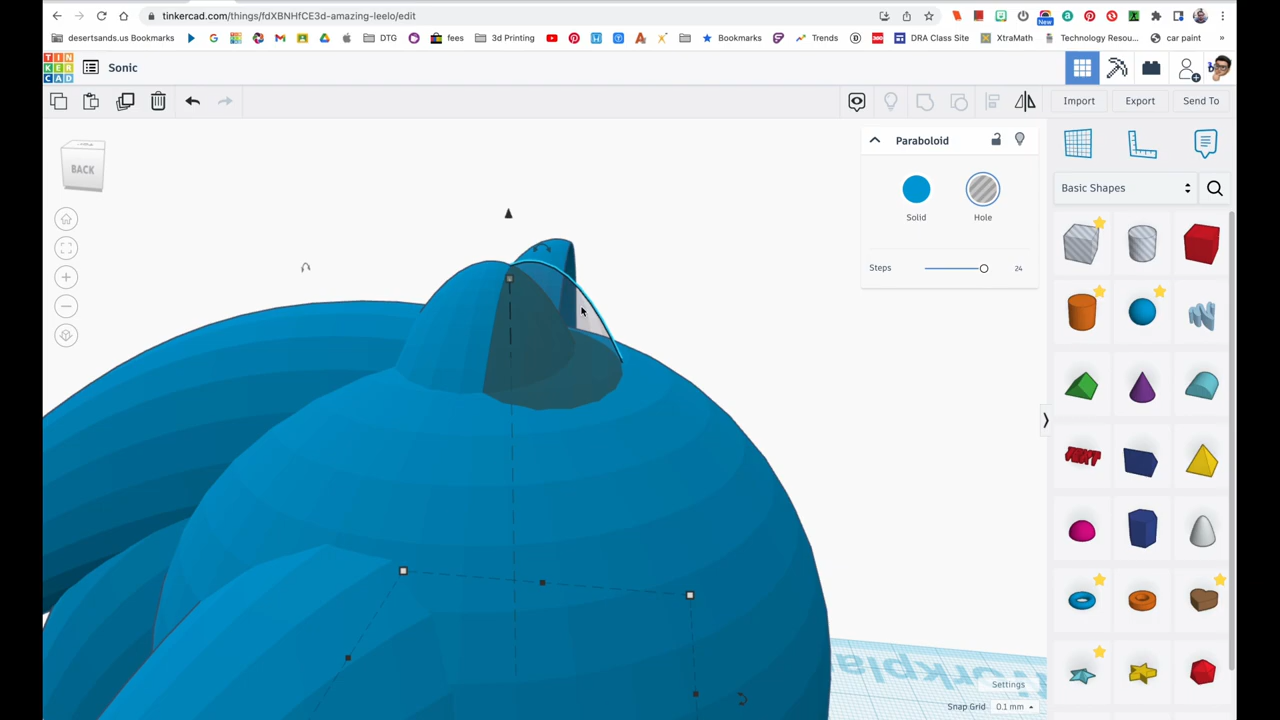 tinkercad.com/things/fdXBNHfCE3d-amazing-leelo/edit
New
desertsands.us Bookmarks
DTG
fees
3d Printing
Bookmarks
Trends
DRA Class Site
XtraMath
Technology Resou...
car paint
»
TIN
KER
CAD
Sonic
Import
Export
Send To
BACK
Paraboloid
Solid
Hole
Steps
24
Basic Shapes
TEXT
Settings
Snap Grid 0.1 mm